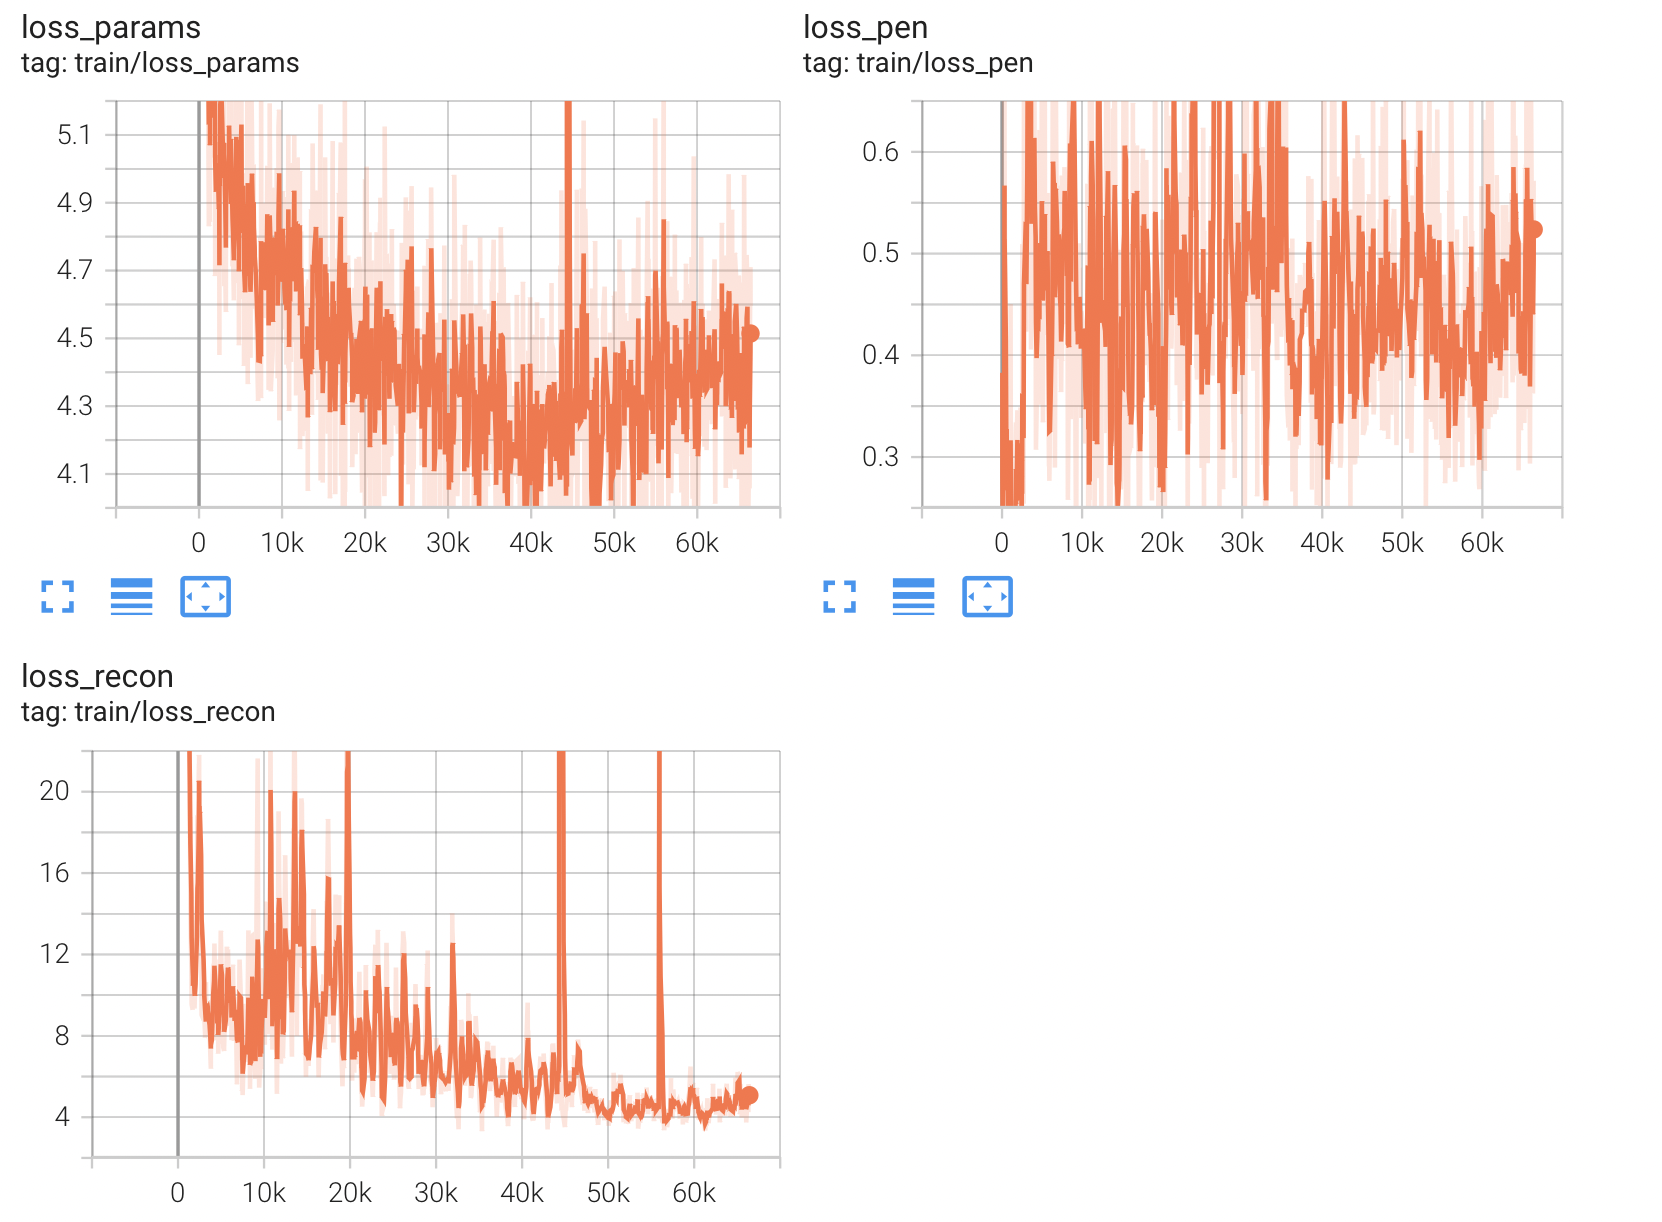 loss_params
tag: train/loss_params
5.1
4.9
4.7
4.5
4.3
4.1
0 10k 20k 30k 40k 50k 60k
loss_pen
tag: train/loss_pen
0.6
0.5
0.4
0.3
0 10k 20k 30k 40k 50k 60k
loss_recon
tag: train/loss_recon
20
16
12
8
4
0 10k 20k 30k 40k 50k 60k